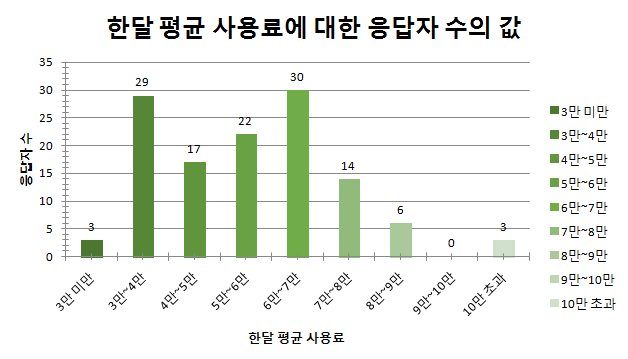 한달 평균 사용료에 대한 응답자 수의 값
응답자 수
35
30
25
20
15
10
5
0
3
29
17
22
30
14
6
0
3
3만 미만
3만~4만
4만~5만
5만~6만
6만~7만
7만~8만
8만~9만
9만~10만
10만 초과
한달 평균 사용료
3만 미만
3만~4만
4만~5만
5만~6만
6만~7만
7만~8만
8만~9만
9만~10만
10만 초과